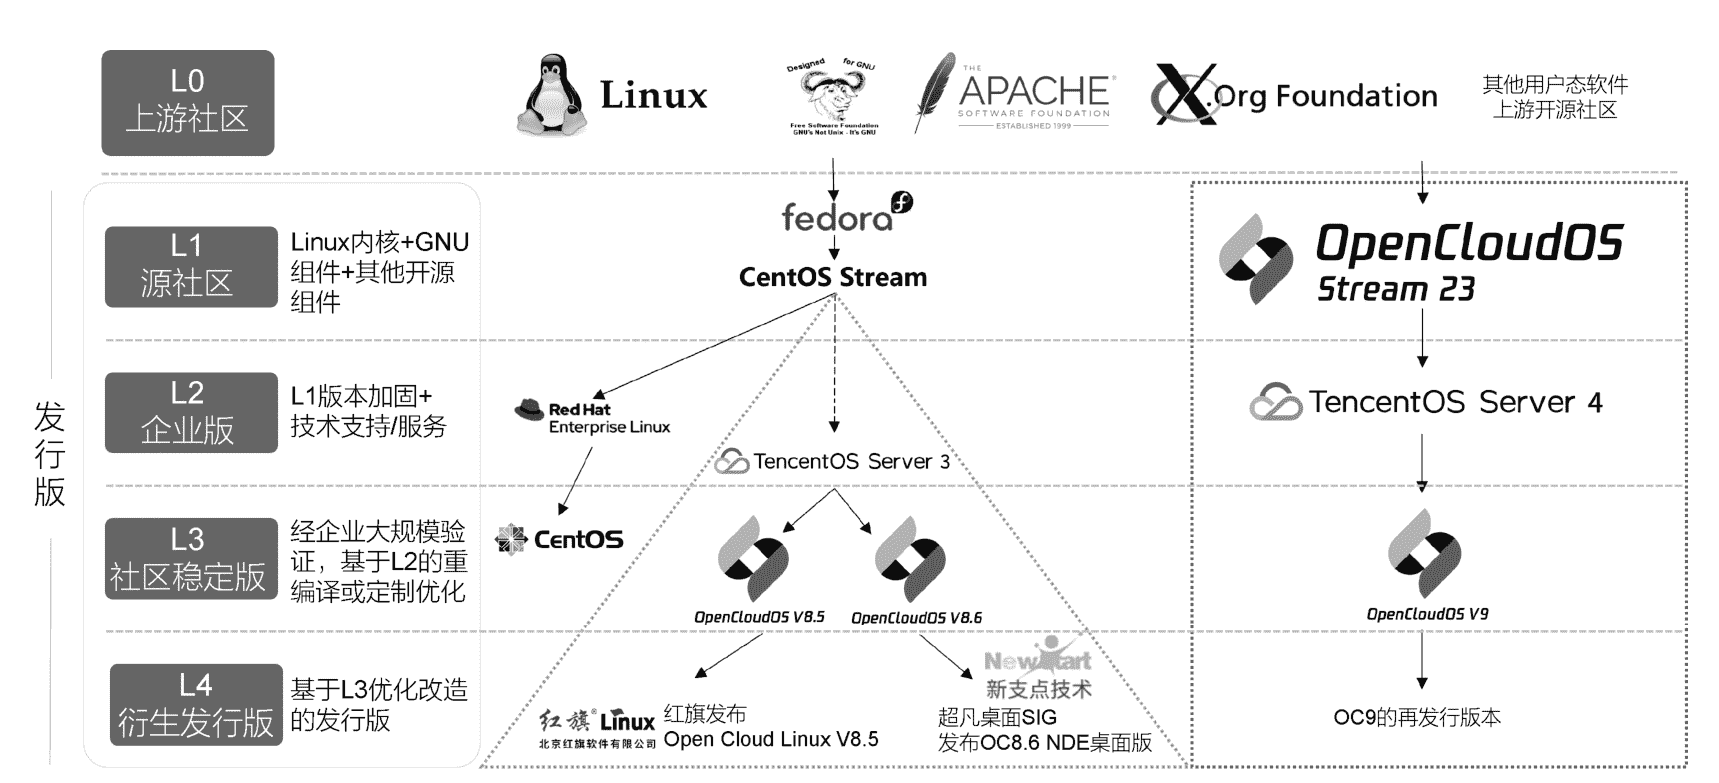 L0
上游社区
Linux
Designed for GNU
Free Software Foundation
GNU's Not Unix - It's GNU
THE
APACHE®
SOFTWARE FOUNDATION
ESTABLISHED 1999
X.Org Foundation
其他用户态软件
上游开源社区
发行版
L1
源社区
Linux内核+GNU
组件+其他开源
组件
fedora
CentOS Stream
OpenCloudOS
Stream 23
L2
企业版
L1版本加固+
技术支持/服务
Red Hat
Enterprise Linux
TencentOS Server 3
TencentOS Server 4
L3
社区稳定版
经企业大规模验
证，基于L2的重
编译或定制优化
CentOS
OpenCloudOS V8.5
OpenCloudOS V8.6
OpenCloudOS V9
L4
衍生发行版
基于L3优化改造
的发行版
红旗® Linux
北京红旗软件有限公司
红旗发布
Open Cloud Linux V8.5
NewStart
新支点技术
超凡桌面SIG
发布OC8.6 NDE桌面版
OC9的再发行版本